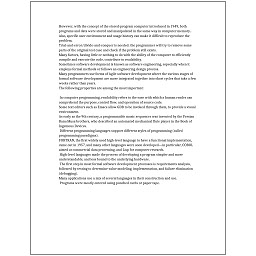 However, with the concept of the stored-program computer introduced in 1949, both
programs and data were stored and manipulated in the same way in computer memory.
Also, specific user environment and usage history can make it difficult to reproduce the
problem.
Trial-and-error/divide-and-conquer is needed: the programmer will try to remove some
parts of the original test case and check if the problem still exists.
Many factors, having little or nothing to do with the ability of the computer to efficiently
compile and execute the code, contribute to readability.
Sometimes software development is known as software engineering, especially when it
employs formal methods or follows an engineering design process.
Many programmers use forms of Agile software development where the various stages of
formal software development are more integrated together into short cycles that take a few
weeks rather than years.
The following properties are among the most important:

In computer programming, readability refers to the ease with which a human reader can
comprehend the purpose, control flow, and operation of source code.
Some text editors such as Emacs allow GDB to be invoked through them, to provide a visual
environment.
As early as the 9th century, a programmable music sequencer was invented by the Persian
Banu Musa brothers, who described an automated mechanical flute player in the Book of
Ingenious Devices.
Different programming languages support different styles of programming (called
programming paradigms).
FORTRAN, the first widely used high-level language to have a functional implementation,
came out in 1957, and many other languages were soon developed—in particular, COBOL
aimed at commercial data processing, and Lisp for computer research.
High-level languages made the process of developing a program simpler and more
understandable, and less bound to the underlying hardware.
The first step in most formal software development processes is requirements analysis,
followed by testing to determine value modeling, implementation, and failure elimination
(debugging).
Many applications use a mix of several languages in their construction and use.
Programs were mostly entered using punched cards or paper tape.